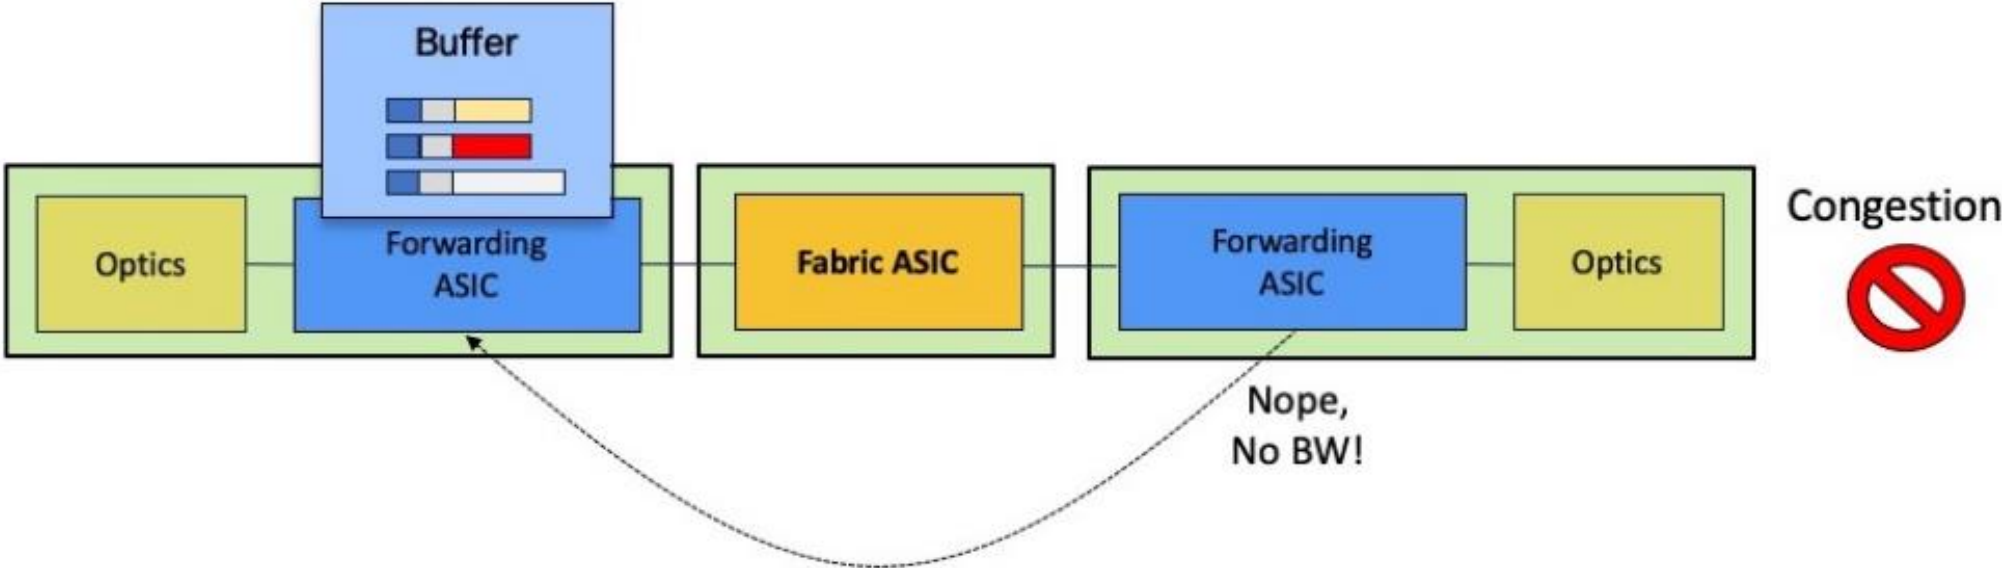 Buffer
Optics
Forwarding
ASIC
Fabric ASIC
Forwarding
ASIC
Optics
Congestion
Nope,
No BW!